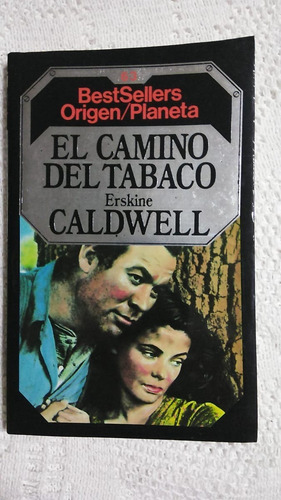 BestSellers
Origen/Planeta
EL CAMINO
DEL TABACO
Erskine
CALDWELL